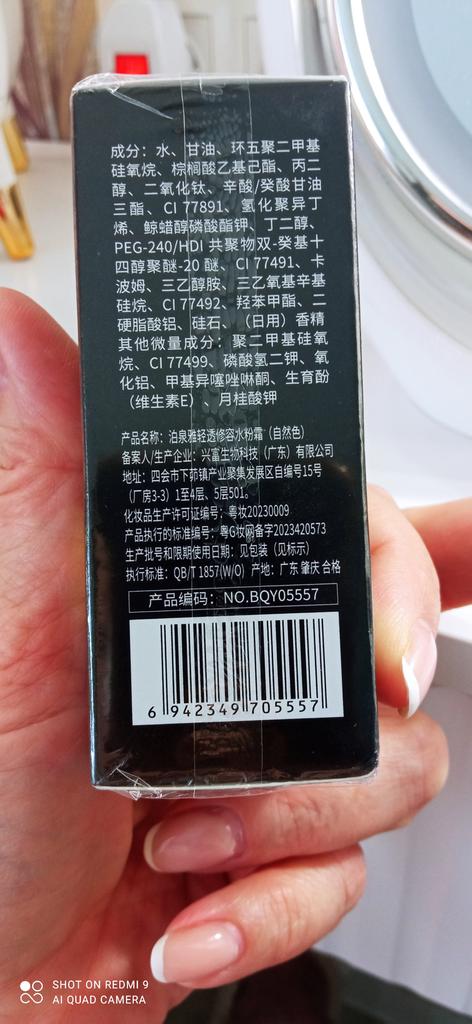 成分：水、甘油、环五聚二甲基
硅氧烷、棕榈酸乙基己酯、丙二
醇、二氧化钛、辛酸/癸酸甘油
三酯、CI 77891、氢化聚异丁
烯、鲸蜡醇磷酸酯钾、丁二醇、
PEG-240/HDI 共聚物双-癸基十
四醇聚醚-20 醚、CI 77491、卡
波姆、三乙醇胺、三乙氧基辛基
硅烷、CI 77492、羟苯甲酯、二
硬脂酸铝、硅石、（日用）香精
其他微量成分：聚二甲基硅氧
烷、CI 77499、磷酸氢二钾、氧
化铝、甲基异噻唑啉酮、生育酚
（维生素E）、月桂酸钾
产品名称：泊泉雅轻透修容水粉霜（自然色）
备案人/生产企业：兴富生物科技（广东）有限公司
地址：四会市下茆镇产业聚集发展区自编号15号
（厂房3-3）1至4层、5层501。
化妆品生产许可证编号：粤妆20230009
产品执行的标准编号：粤G妆网备字2023420573
生产批号和限期使用日期：见包装（见标示）
执行标准：QB/T 1857(W/O) 产地：广东 肇庆 合格
产品编码：NO.BQY05557
6 942349 705557
SHOT ON REDMI 9
AI QUAD CAMERA